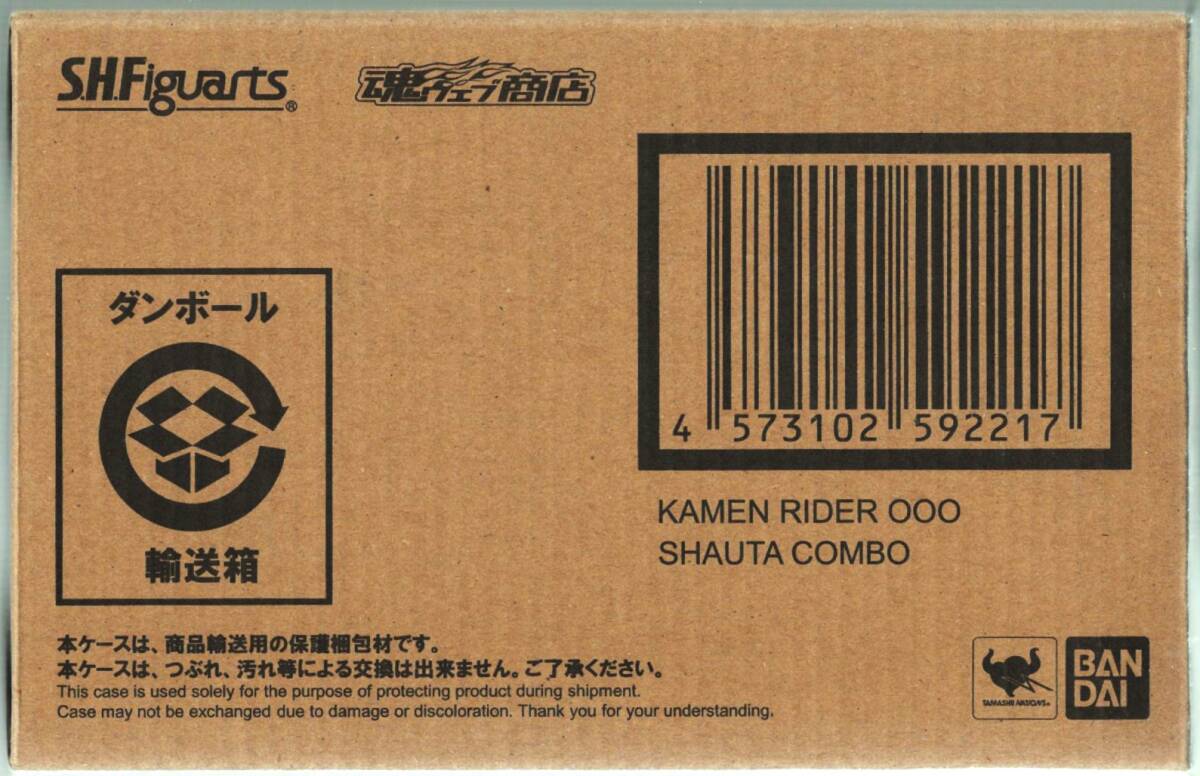 S.H.Figuarts®
魂ウェブ商店
4 573102 592217
KAMEN RIDER OOO
SHAUTA COMBO
ダンボール
輸送箱
本ケースは、商品輸送用の保護梱包材です。
本ケースは、つぶれ、汚れ等による交換は出来ません。ご了承ください。
This case is used solely for the purpose of protecting product during shipment.
Case may not be exchanged due to damage or discoloration. Thank you for your understanding.
TAMASHII NATIONS
BAN
DAI